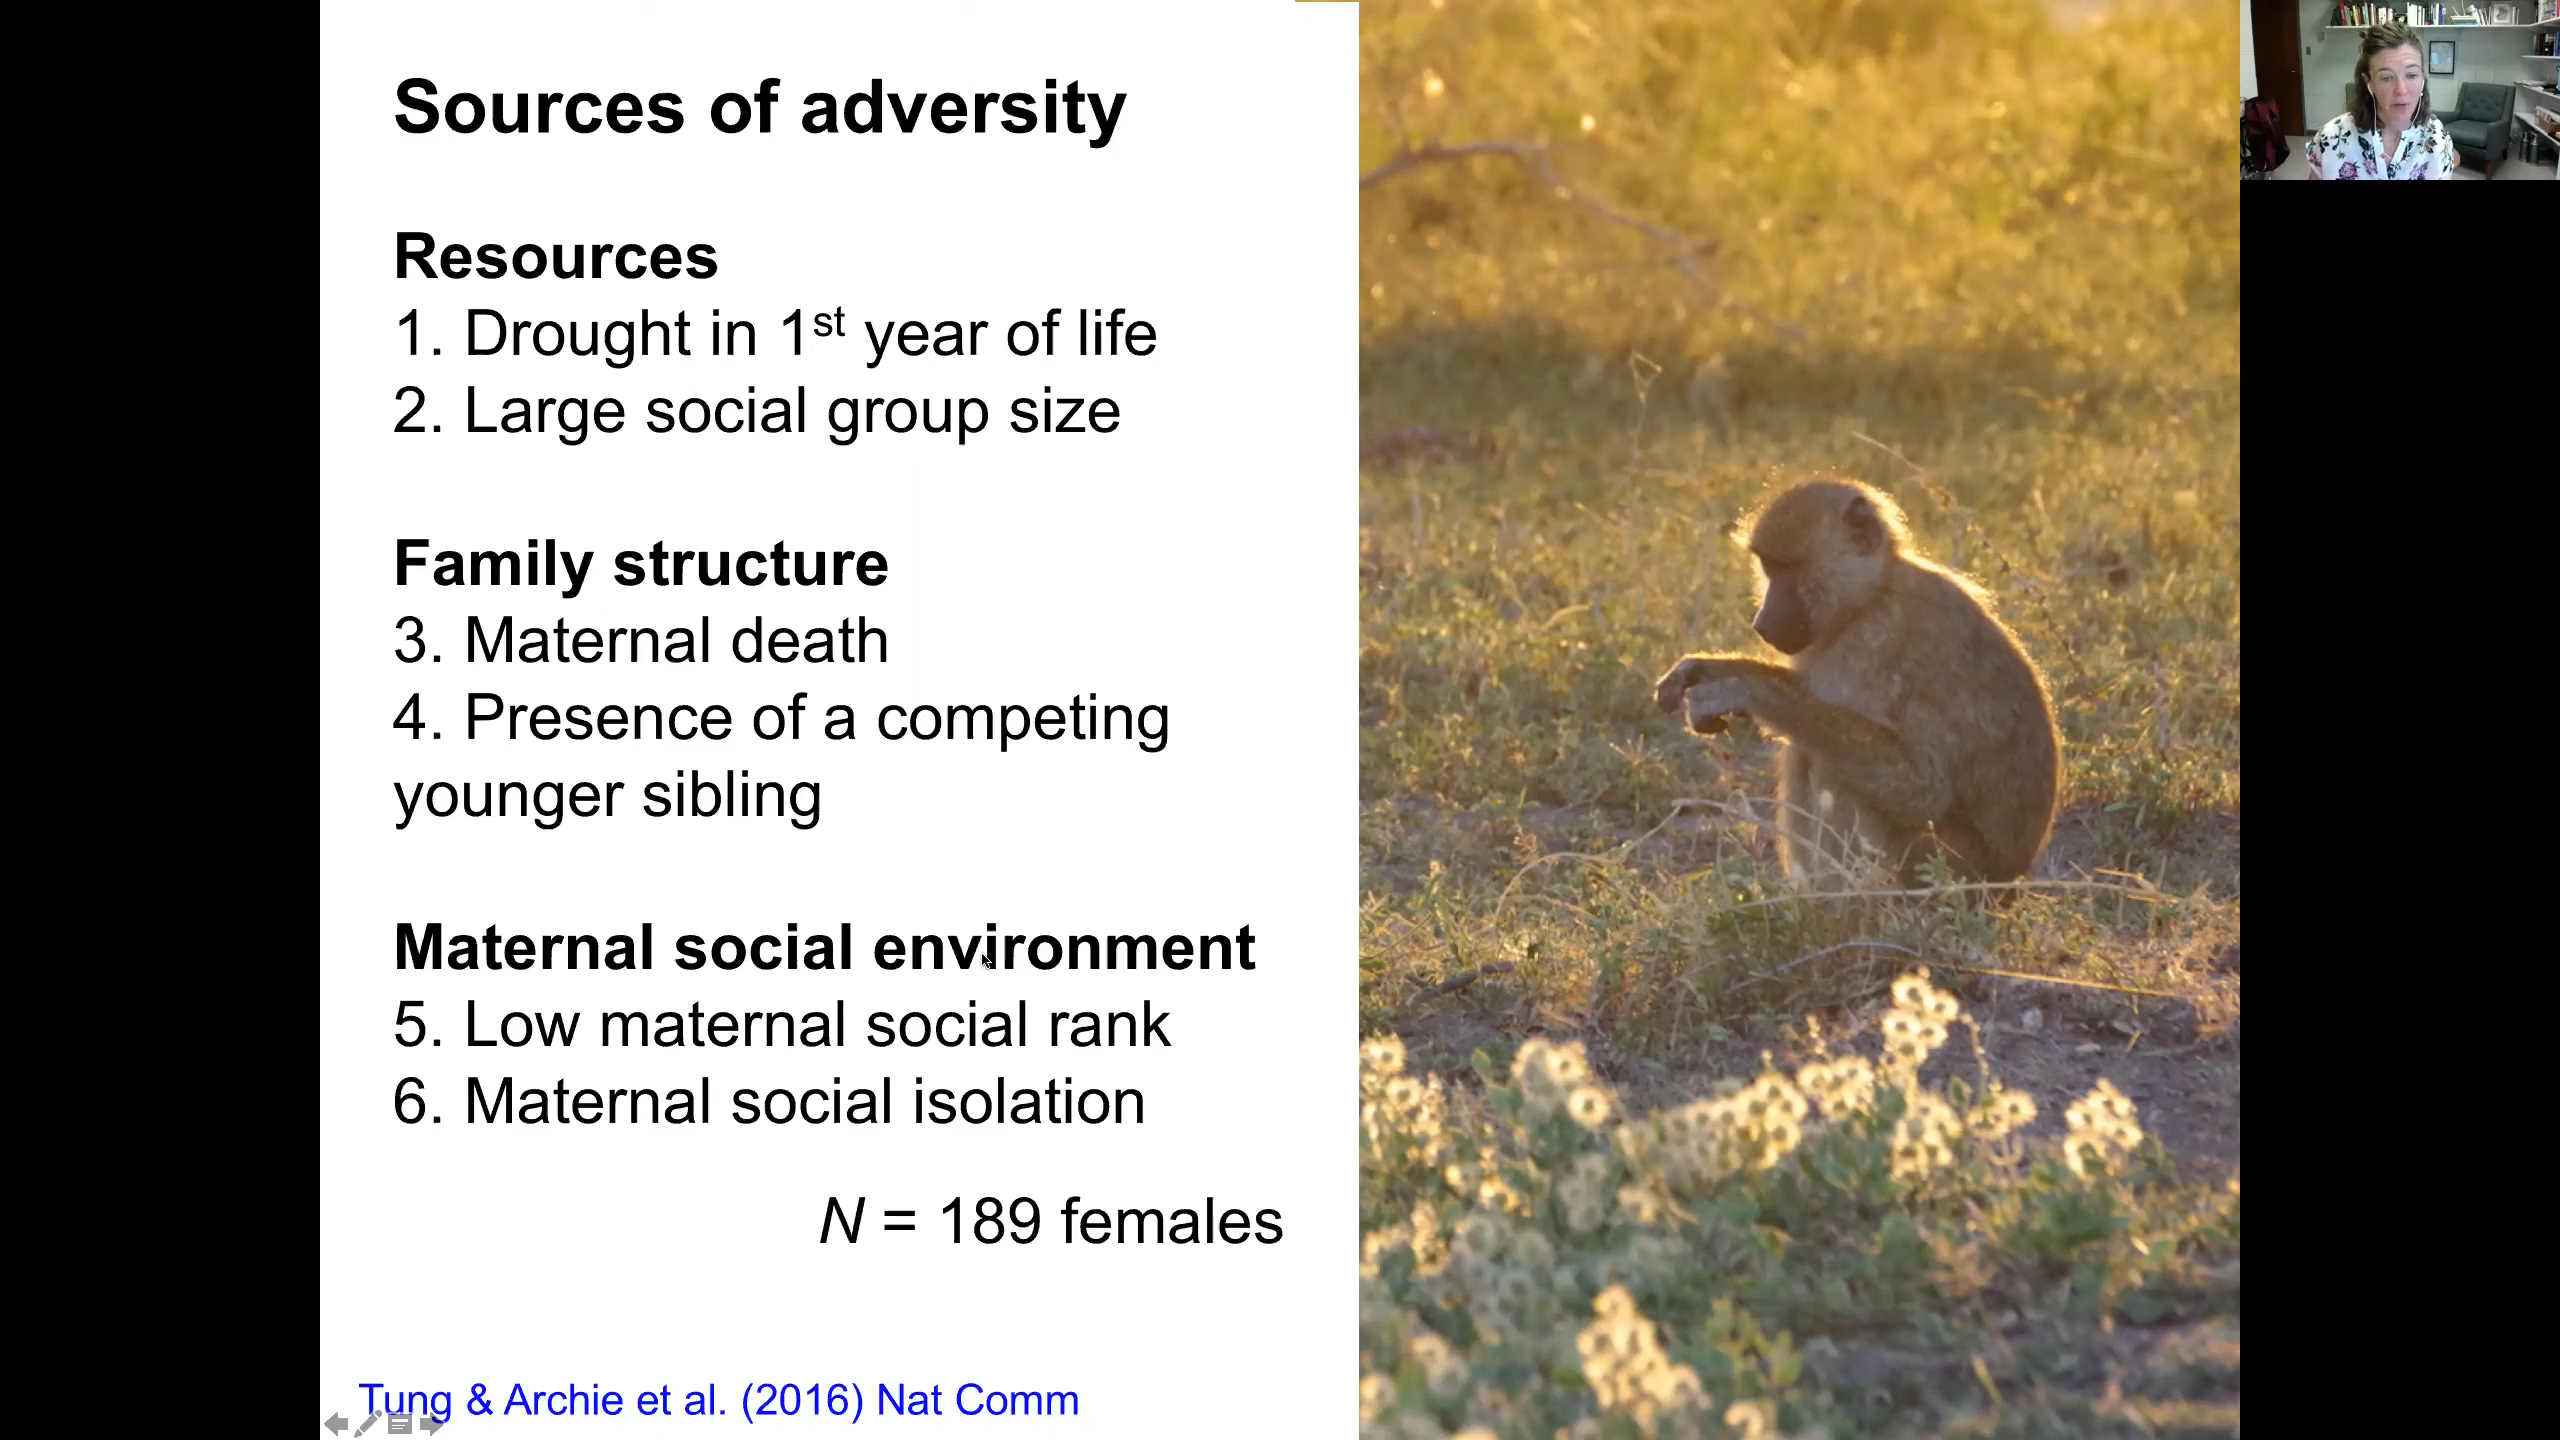 Sources of adversity
Resources
1. Drought in 1st year of life
2. Large social group size
Family structure
3. Maternal death
4. Presence of a competing
younger sibling
Maternal social environment
5. Low maternal social rank
6. Maternal social isolation
N = 189 females
Tung & Archie et al. (2016) Nat Comm